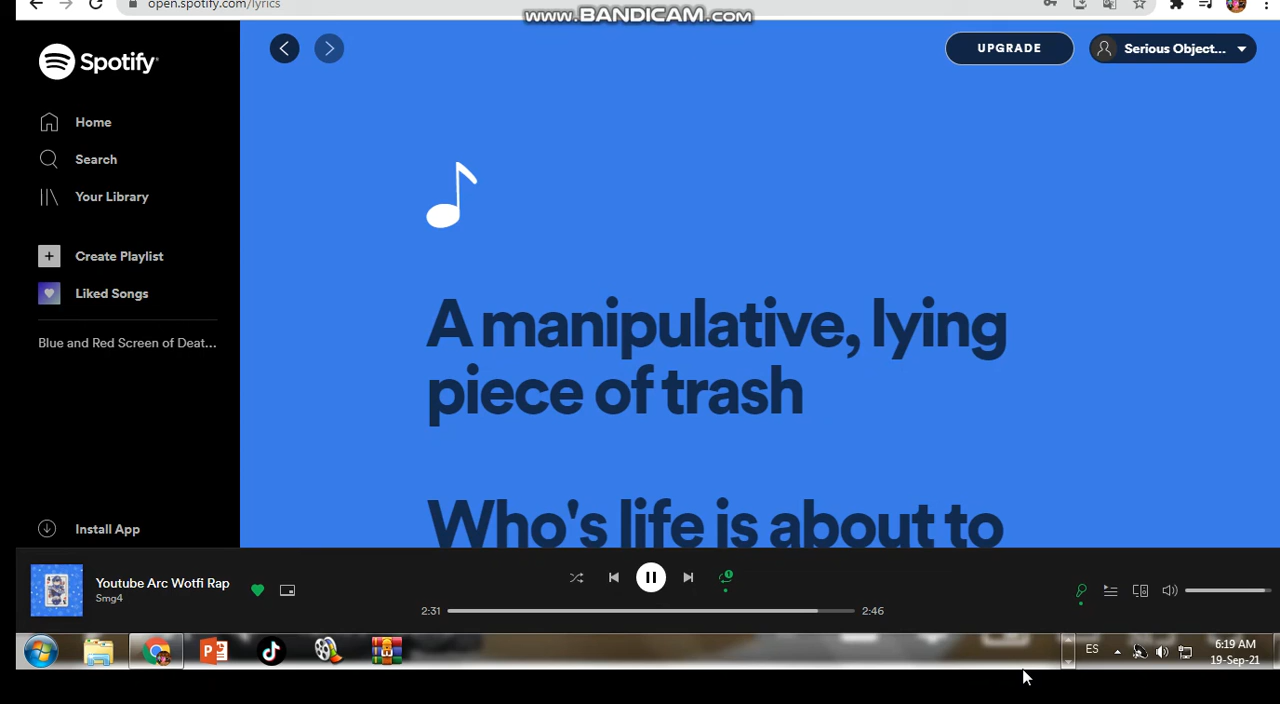 open.spotify.com/lyrics
www.BANDICAM.com
Spotify
UPGRADE
Serious Object...
Home
Search
Your Library
Create Playlist
Liked Songs
Blue and Red Screen of Deat...
Install App
A manipulative, lying
piece of trash
Who's life is about to
Youtube Arc Wotfi Rap
Smg4
1
2:31
2:46
ES
6:19 AM
19-Sep-21